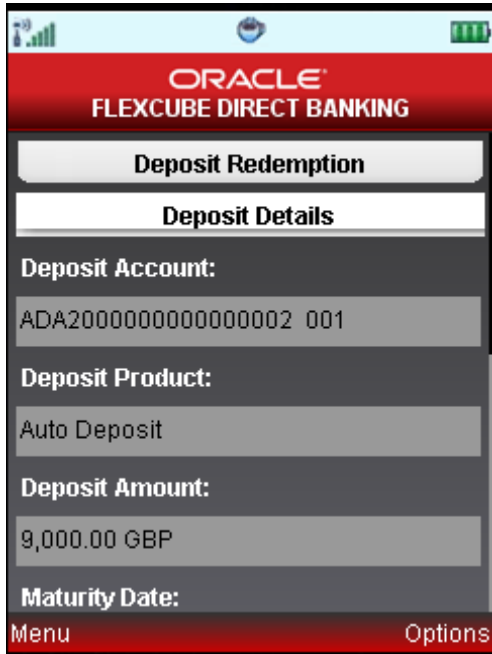 ORACLE
FLEXCUBE DIRECT BANKING
Deposit Redemption
Deposit Details
Deposit Account:
ADA2000000000000002 001
Deposit Product:
Auto Deposit
Deposit Amount:
9,000.00 GBP
Maturity Date:
Menu Options